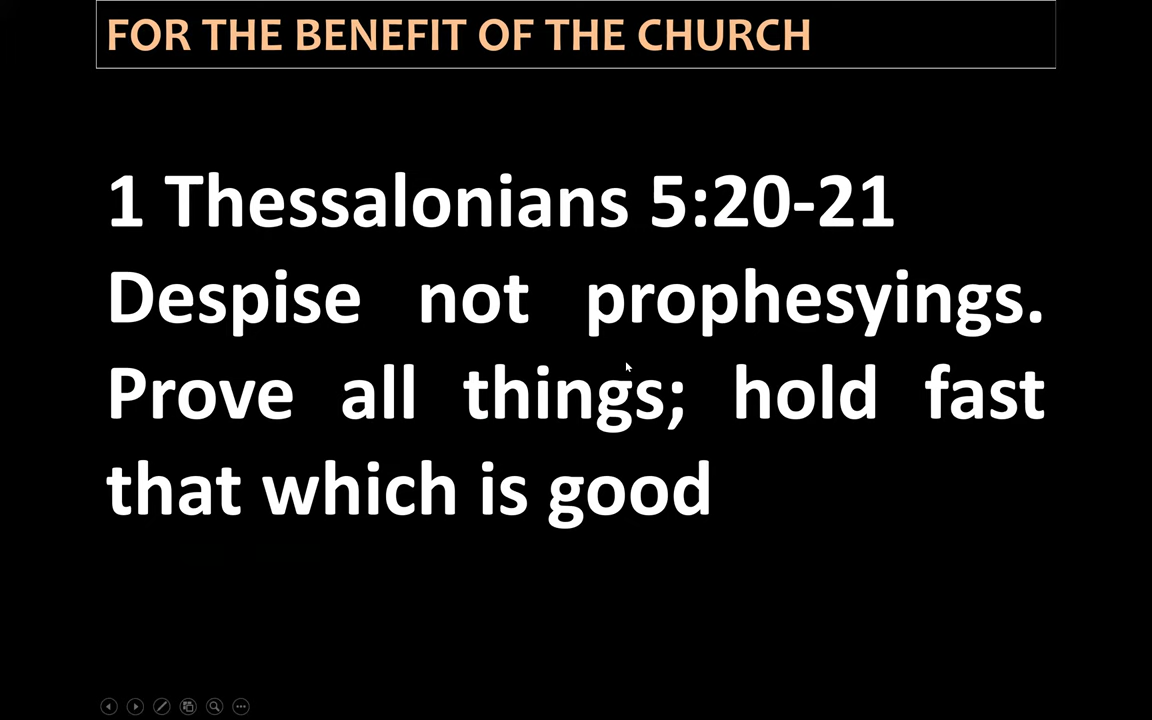 FOR THE BENEFIT OF THE CHURCH
1 Thessalonians 5:20-21
Despise not prophesyings.
Prove all things; hold fast
that which is good